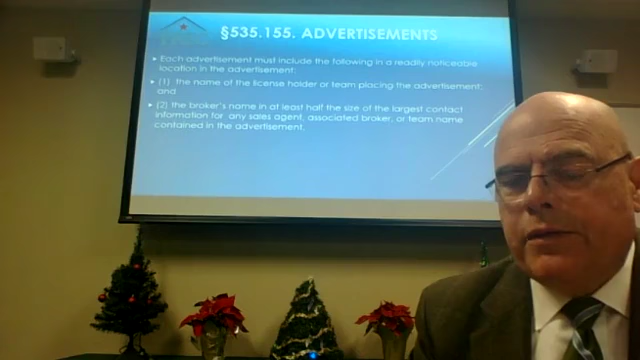 §535.155. ADVERTISEMENTS
Each advertisement must include the following in a readily noticeable
location in the advertisement:
(1) the name of the license holder or team placing the advertisement;
and
(2) the broker's name in at least half the size of the largest contact
information for any sales agent, associated broker, or team name
contained in the advertisement.